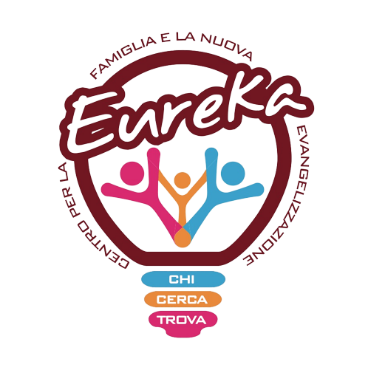 CENTRO PER LA FAMIGLIA E LA NUOVA EVANGELIZZAZIONE
Eureka
CHI
CERCA
TROVA